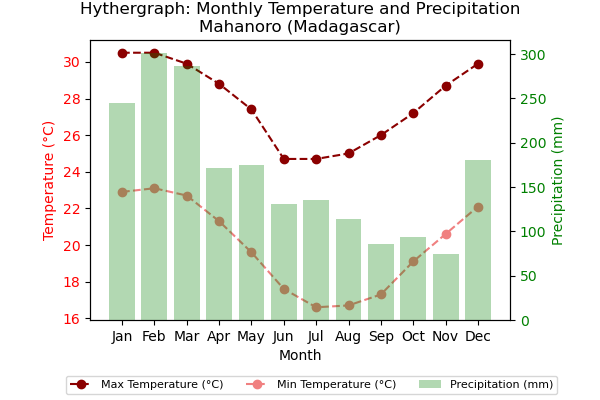 Hythergraph: Monthly Temperature and Precipitation
Mahanoro (Madagascar)
Temperature (°C)
30
28
26
24
22
20
18
16
Precipitation (mm)
300
250
200
150
100
50
0
Jan Feb Mar Apr May Jun Jul Aug Sep Oct Nov Dec
Month
Max Temperature (°C) Min Temperature (°C) Precipitation (mm)